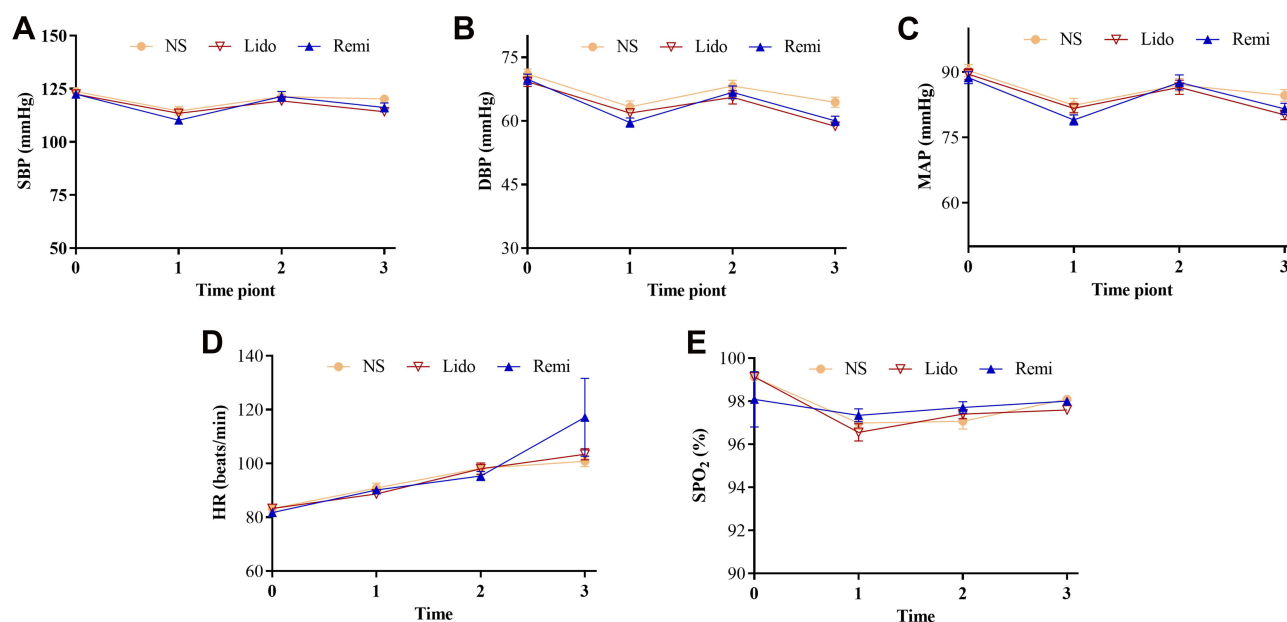 A
NS Lido Remi
SBP (mmHg)
150
125
100
75
50
0 1 2 3
Time piont
B
NS Lido Remi
DBP (mmHg)
75
60
45
30
0 1 2 3
Time piont
C
NS Lido Remi
MAP (mmHg)
90
75
60
0 1 2 3
Time piont
D
NS Lido Remi
HR (beats/min)
140
120
100
80
60
0 1 2 3
Time
E
NS Lido Remi
SPO₂ (%)
100
98
96
94
92
90
0 1 2 3
Time